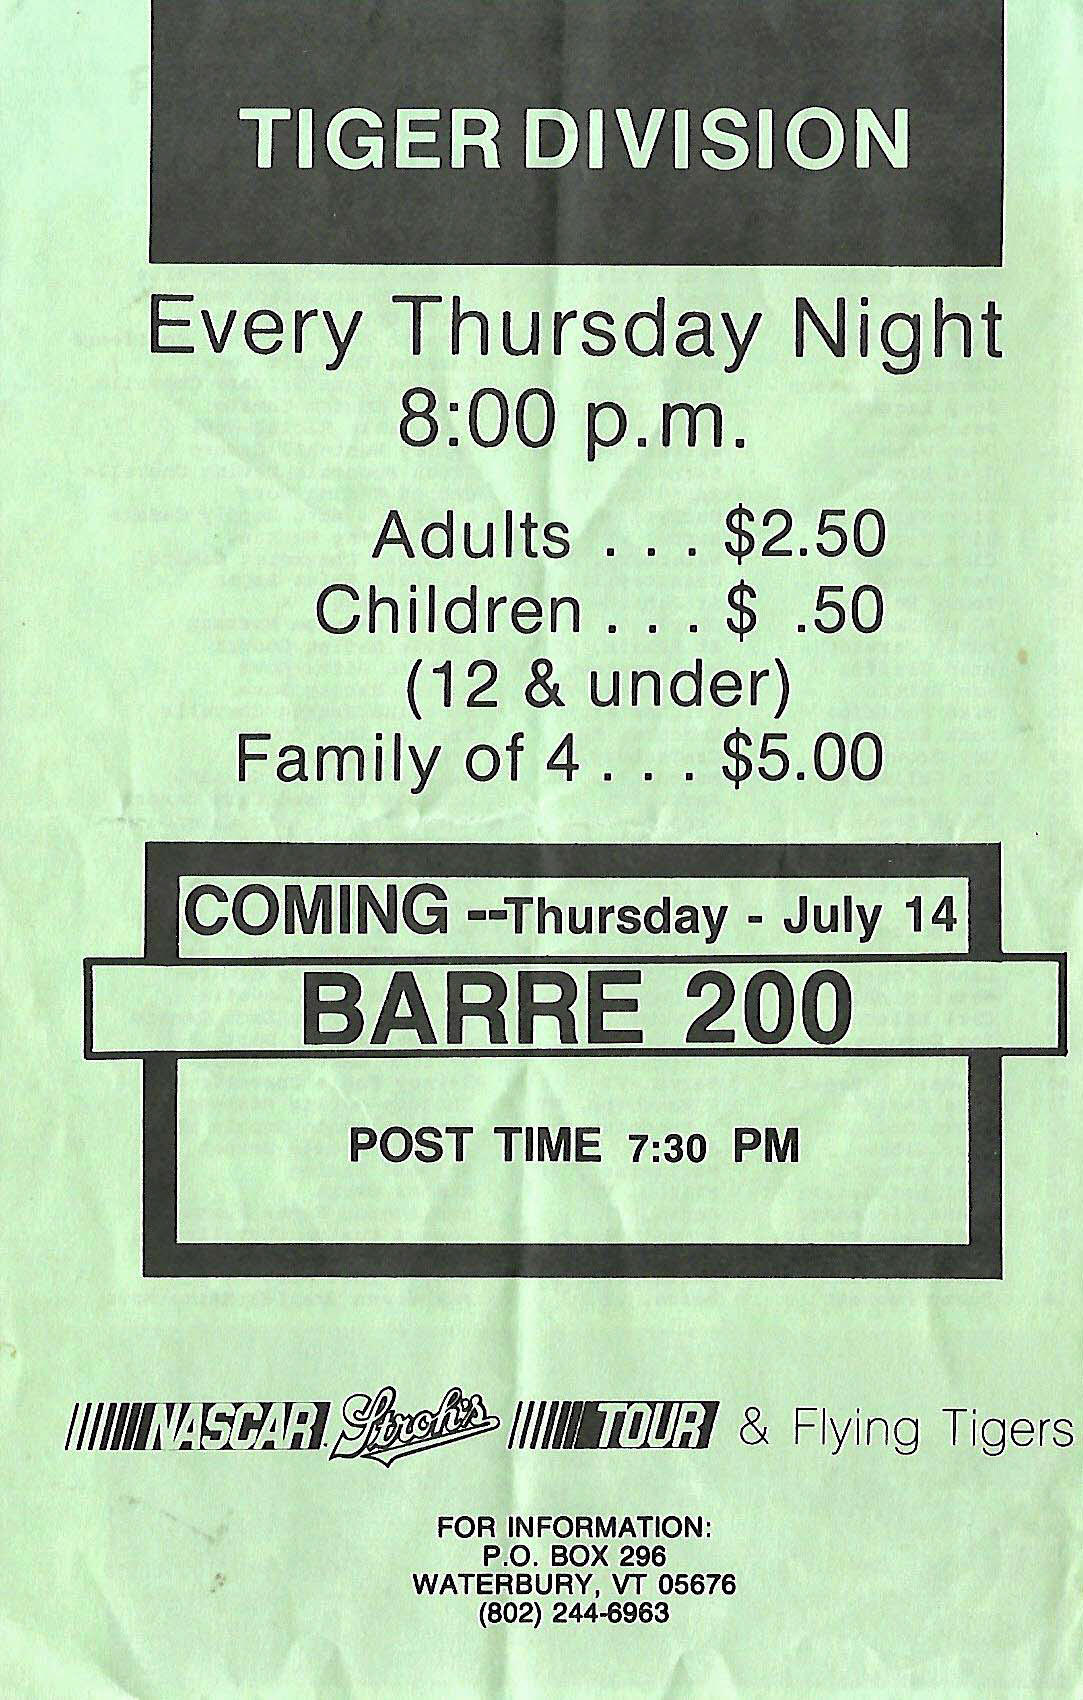 TIGER DIVISION
Every Thursday Night
8:00 p.m.
Adults . . . $2.50
Children . . . $ .50
(12 & under)
Family of 4 . . . $5.00
COMING --Thursday - July 14
BARRE 200
POST TIME 7:30 PM
NASCAR Stroh's TOUR & Flying Tigers
FOR INFORMATION:
P.O. BOX 296
WATERBURY, VT 05676
(802) 244-6963